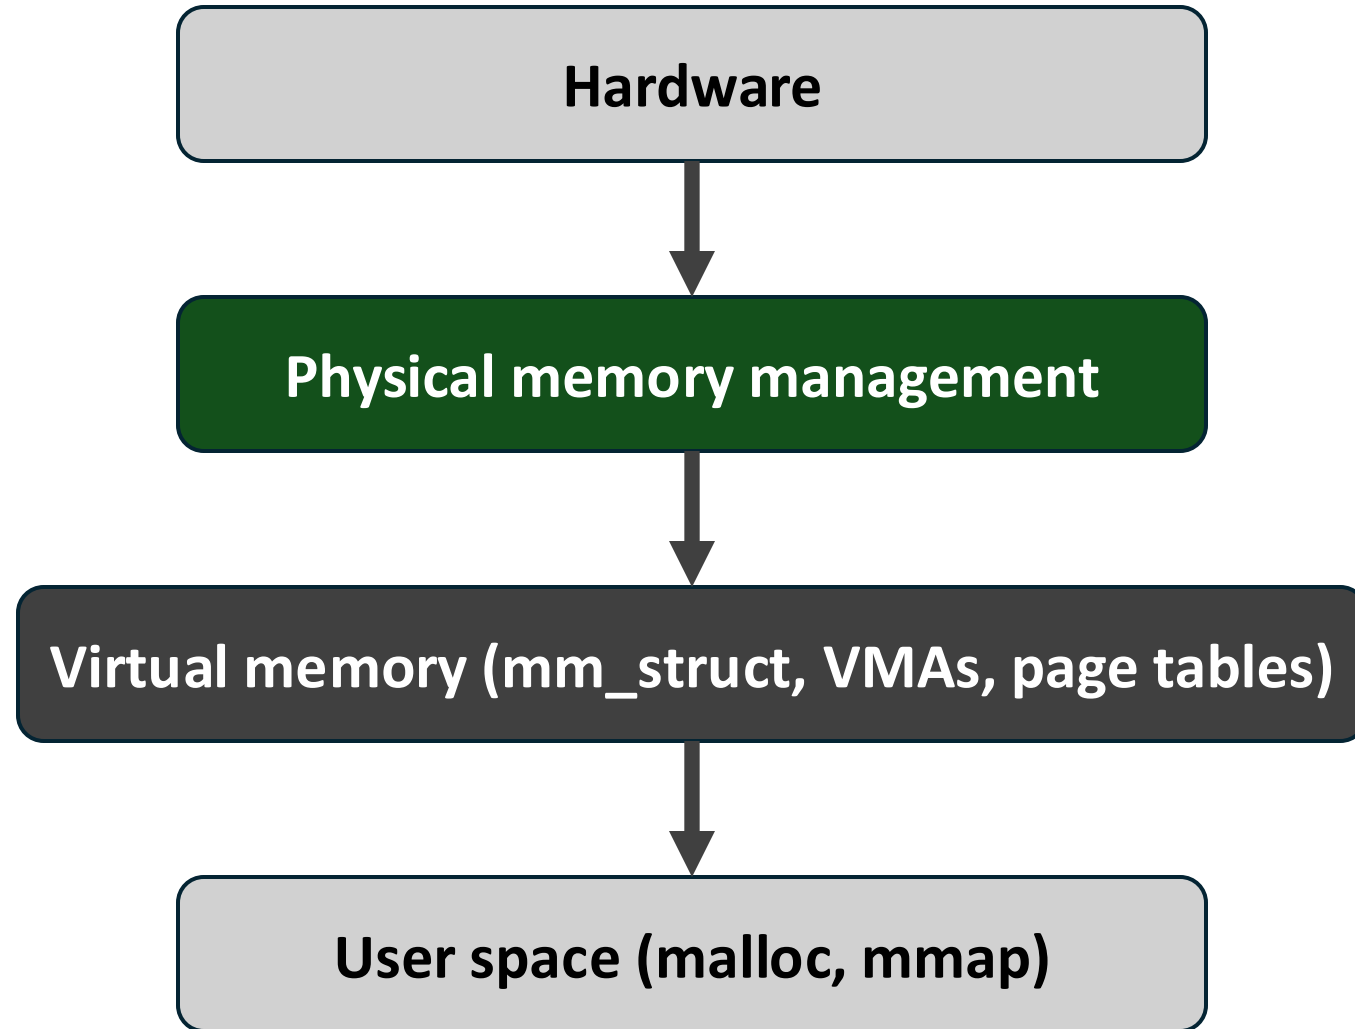 Hardware
Physical memory management
Virtual memory (mm_struct, VMAs, page tables)
User space (malloc, mmap)